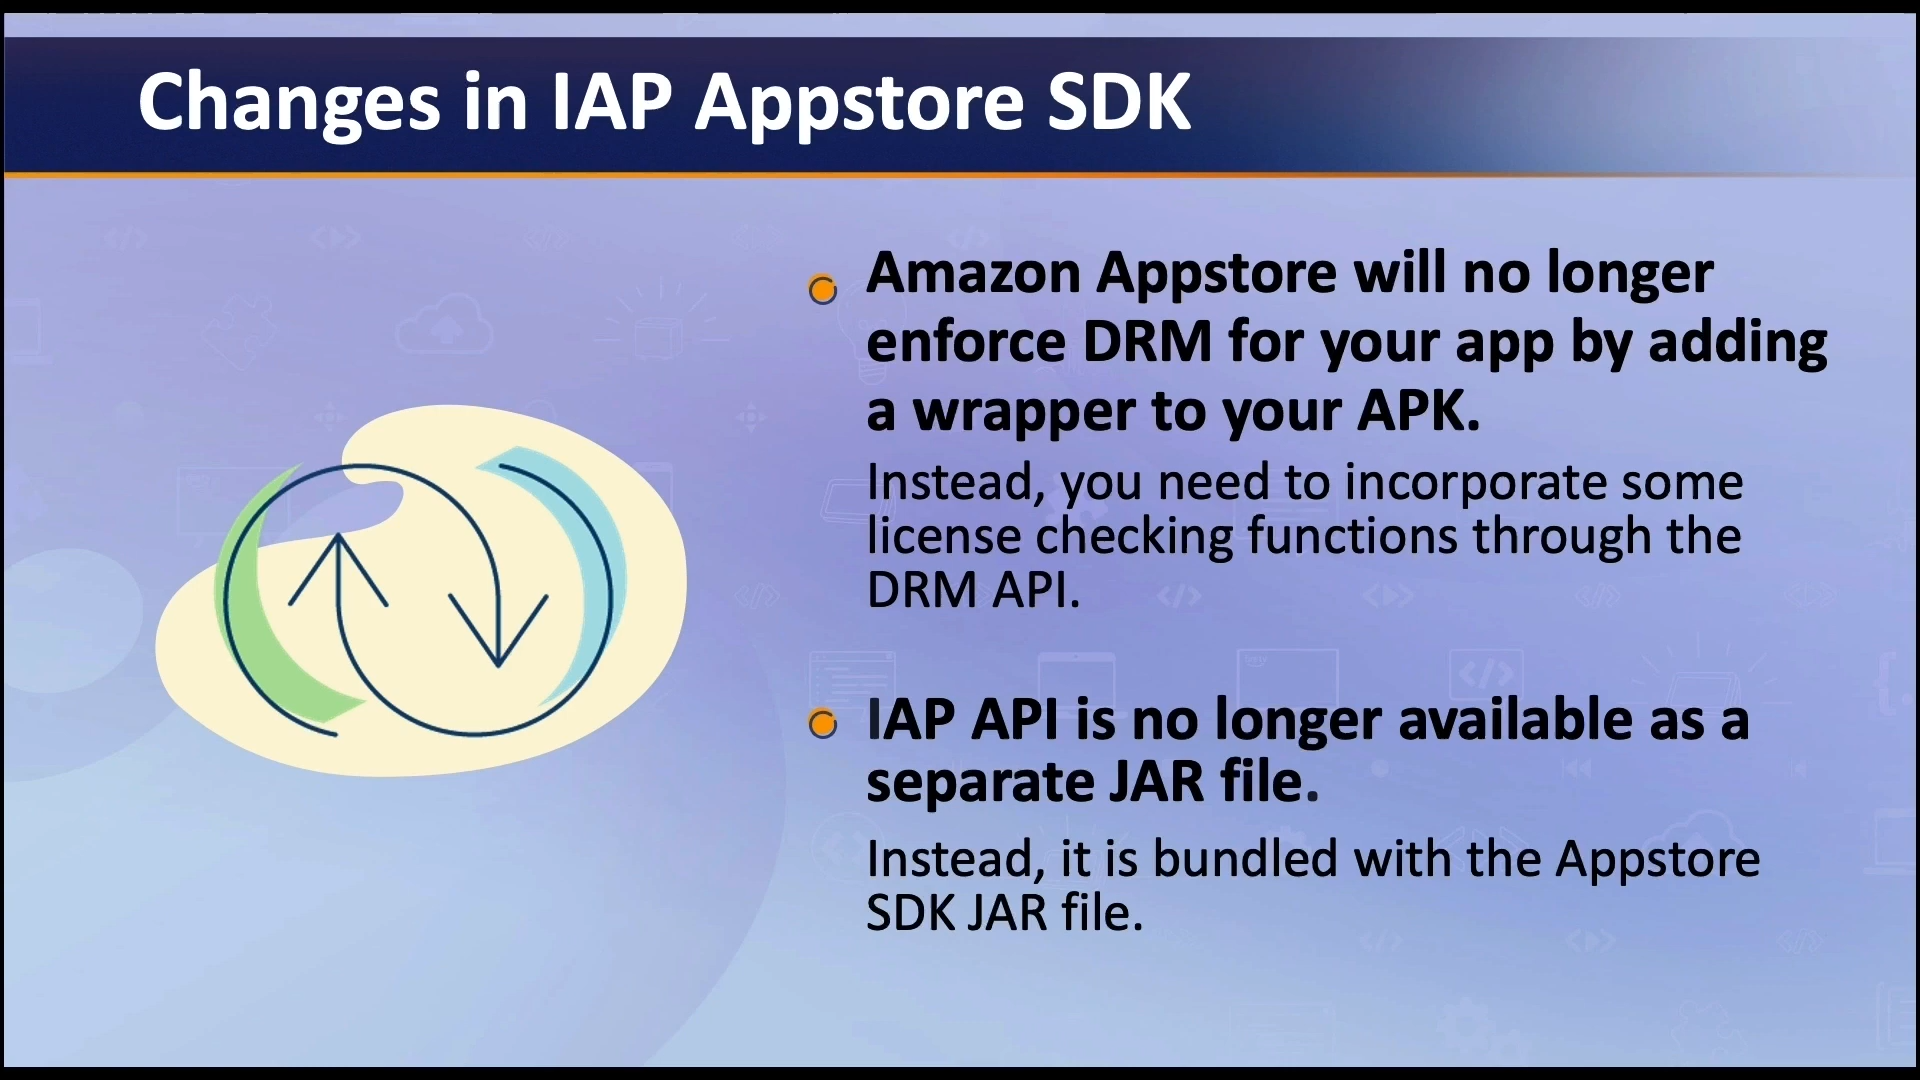 Changes in IAP Appstore SDK
Amazon Appstore will no longer
enforce DRM for your app by adding
a wrapper to your APK.
Instead, you need to incorporate some
license checking functions through the
DRM API.
IAP API is no longer available as a
separate JAR file.
Instead, it is bundled with the Appstore
SDK JAR file.